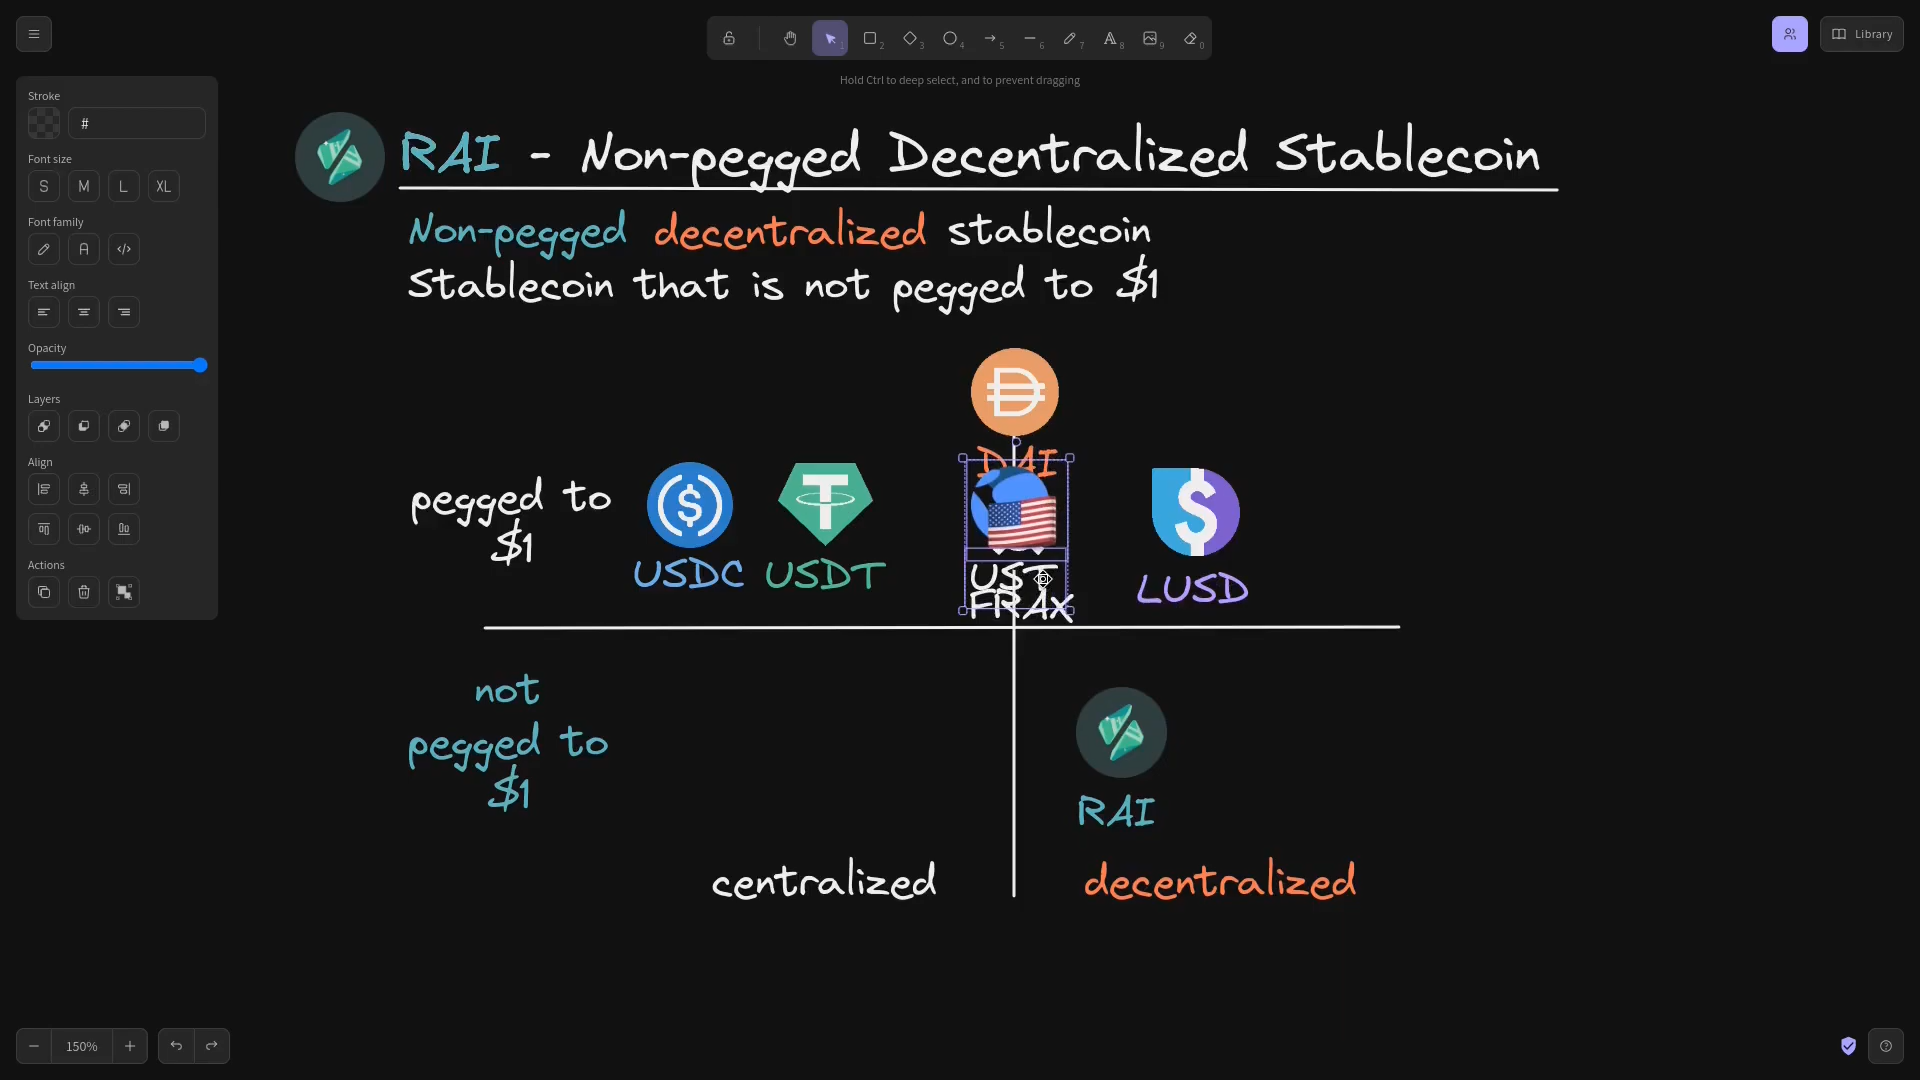 Library
Hold Ctrl to deep select, and to prevent dragging
Stroke
#
Font size
S M L XL
Font family
Text align
Opacity
Layers
Align
Actions
RAI - Non-pegged Decentralized Stablecoin
Non-pegged decentralized stablecoin
Stablecoin that is not pegged to $1
DAI
pegged to
$1
USDC USDT UST LUSD
FRAX
not
pegged to
$1
RAI
centralized decentralized
150%